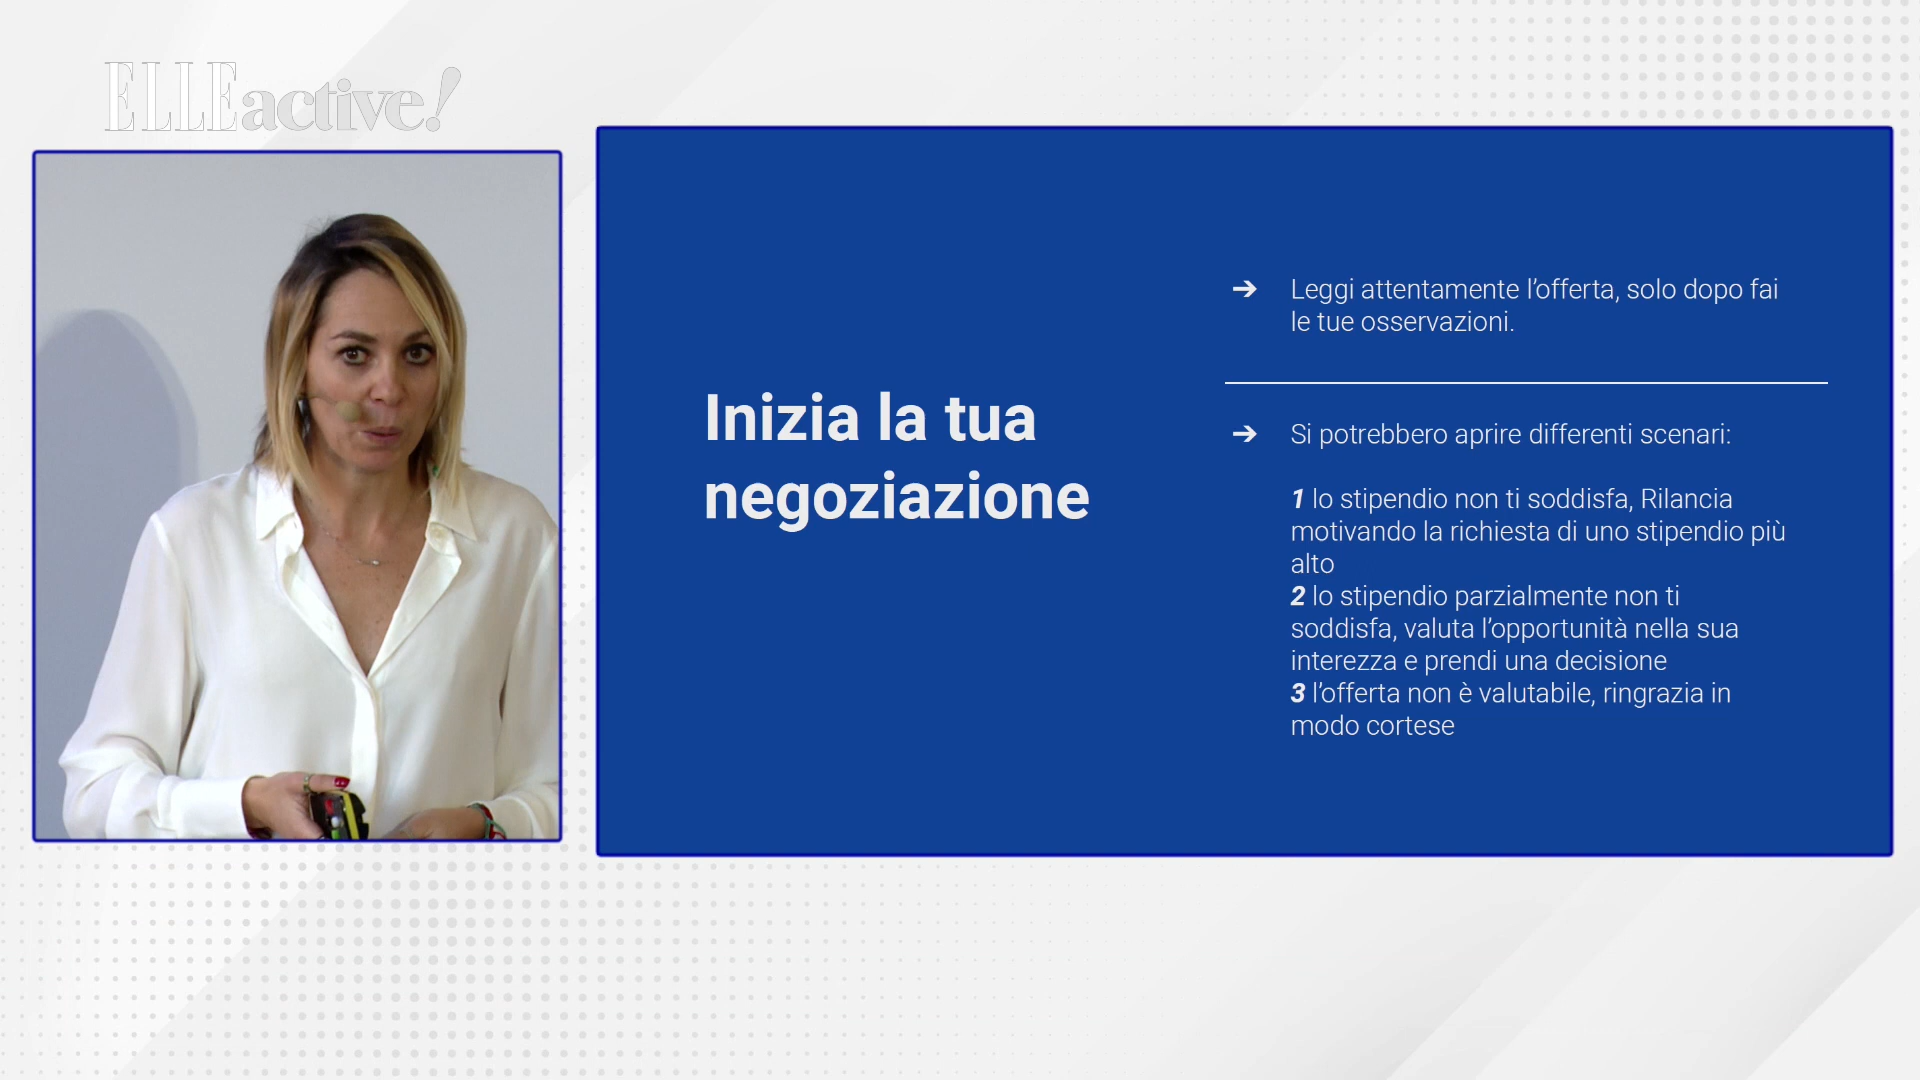 ELLE active!
Inizia la tua
negoziazione
➔ Leggi attentamente l’offerta, solo dopo fai
le tue osservazioni.
➔ Si potrebbero aprire differenti scenari:
1 lo stipendio non ti soddisfa, Rilancia
motivando la richiesta di uno stipendio più
alto
2 lo stipendio parzialmente non ti
soddisfa, valuta l’opportunità nella sua
interezza e prendi una decisione
3 l’offerta non è valutabile, ringrazia in
modo cortese